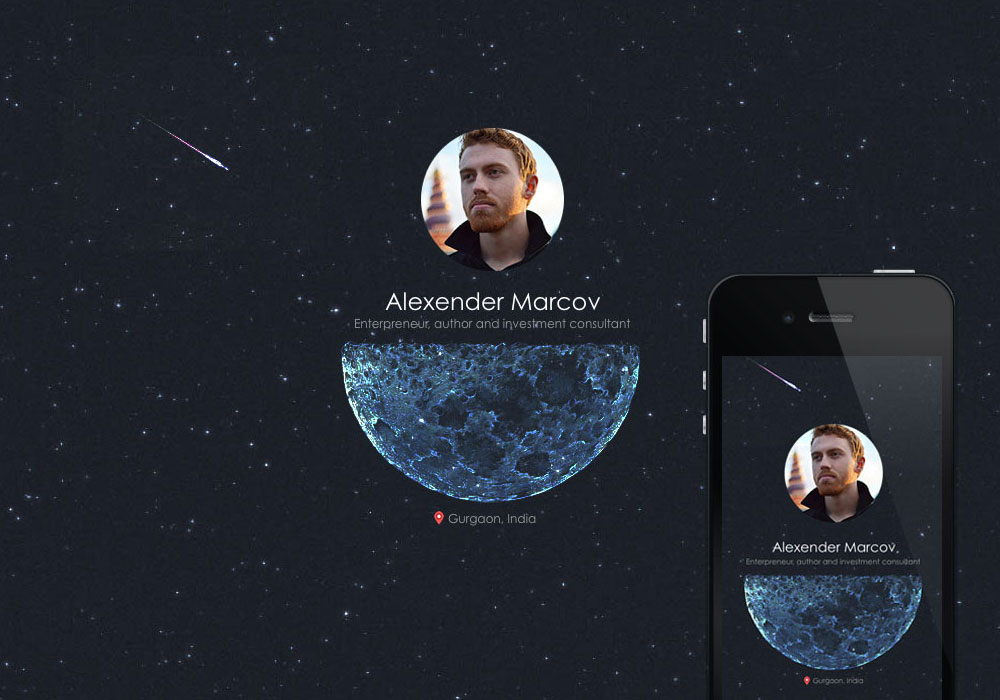 Alexender Marcov
Enterpreneur, author and investment consultant
Gurgaon, India
Alexender Marcov
Enterpreneur, author and investment consultant
Gurgaon, India